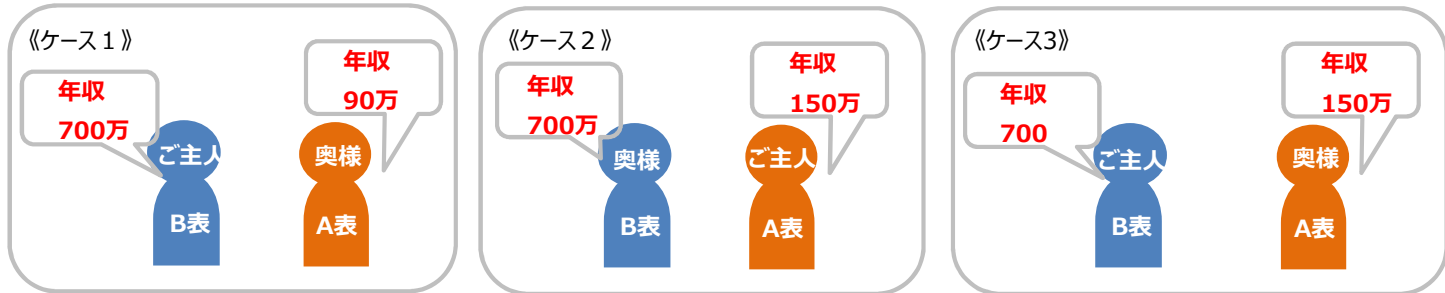 《ケース１》
年収
700万
年収
90万
ご主人
奥様
B表
A表
《ケース２》
年収
700万
年収
150万
奥様
ご主人
B表
A表
《ケース3》
年収
700
年収
150万
ご主人
奥様
B表
A表